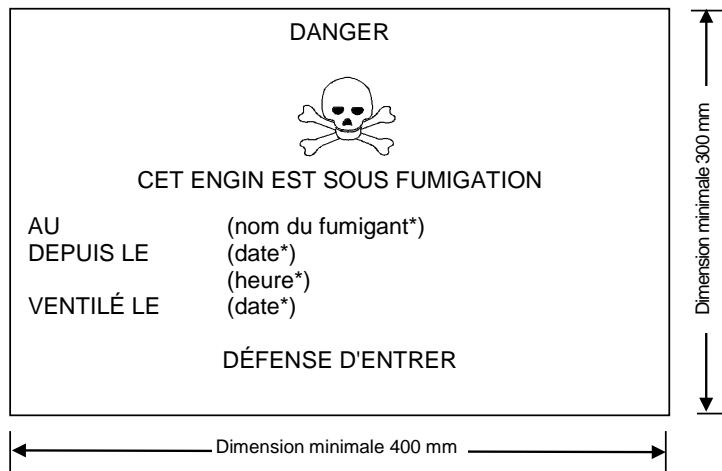 DANGER
CET ENGIN EST SOUS FUMIGATION
AU (nom du fumigant*)
DEPUIS LE (date*)
(heure*)
VENTILÉ LE (date*)
DÉFENSE D'ENTRER
Dimension minimale 400 mm
Dimension minimale 300 mm